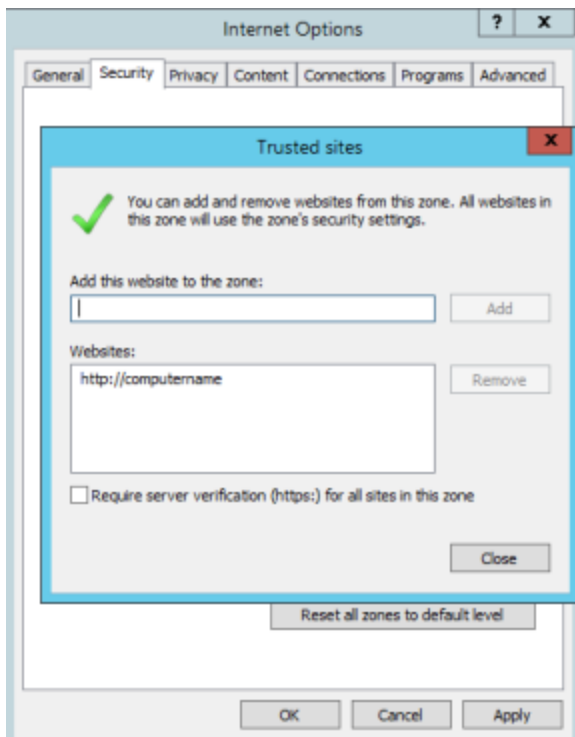 Internet Options
? x
General Security Privacy Content Connections Programs Advanced
Trusted sites
x
You can add and remove websites from this zone. All websites in
this zone will use the zone's security settings.
Add this website to the zone:
Add
Websites:
http://computername
Remove
Require server verification (https:) for all sites in this zone
Close
Reset all zones to default level
OK Cancel Apply